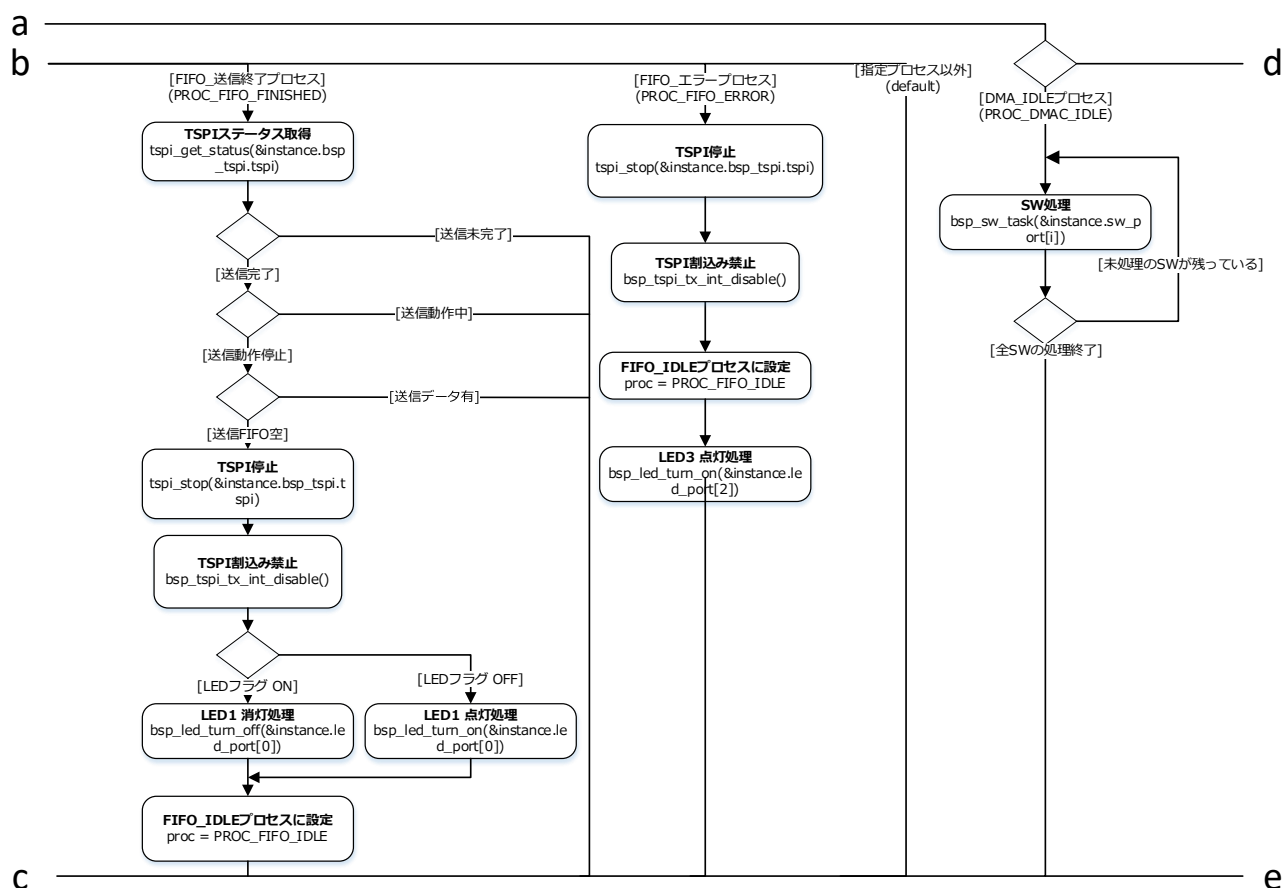 a
b
d
[FIFO_送信終了プロセス]
(PROC_FIFO_FINISHED)
TSPIステータス取得
tspi_get_status(&instance.bsp
_tspi.tspi)
[送信未完了]
[送信完了]
[送信動作中]
[送信動作停止]
[送信データ有]
[送信FIFO空]
TSPI停止
tspi_stop(&instance.bsp_tspi.t
spi)
TSPI割込み禁止
bsp_tspi_tx_int_disable()
[LEDフラグ ON]
[LEDフラグ OFF]
LED1 消灯処理
bsp_led_turn_off(&instance.le
d_port[0])
LED1 点灯処理
bsp_led_turn_on(&instance.le
d_port[0])
FIFO_IDLEプロセスに設定
proc = PROC_FIFO_IDLE
[FIFO_エラープロセス]
(PROC_FIFO_ERROR)
TSPI停止
tspi_stop(&instance.bsp_tspi.tspi)
TSPI割込み禁止
bsp_tspi_tx_int_disable()
FIFO_IDLEプロセスに設定
proc = PROC_FIFO_IDLE
LED3 点灯処理
bsp_led_turn_on(&instance.le
d_port[2])
[指定プロセス以外]
(default)
[DMA_IDLEプロセス]
(PROC_DMAC_IDLE)
SW処理
bsp_sw_task(&instance.sw_p
ort[i])
[未処理のSWが残っている]
[全SWの処理終了]
c
e